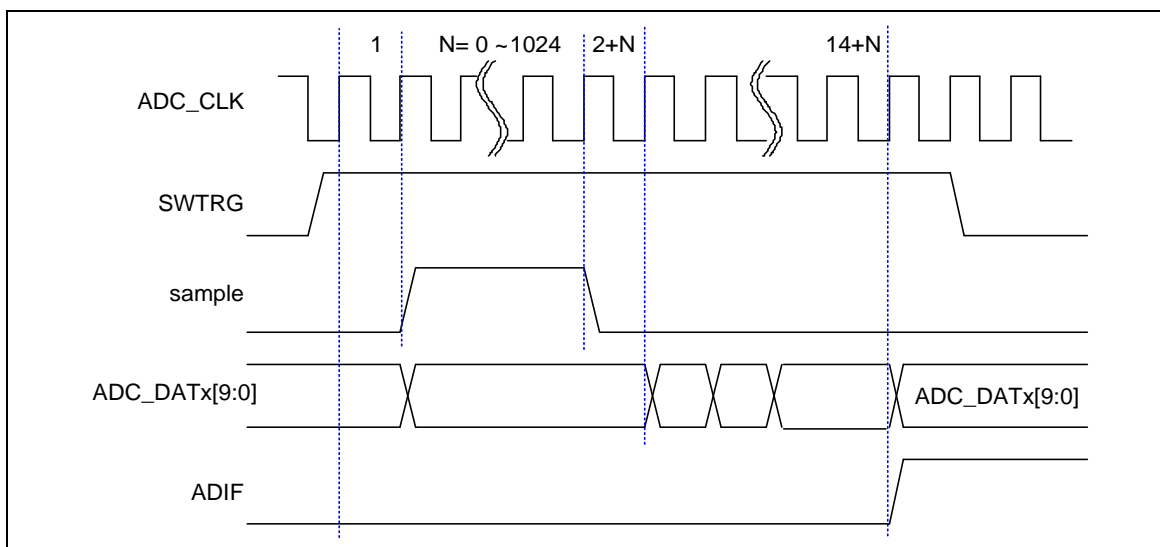 1 N= 0 ~1024 2+N 14+N
ADC_CLK
SWTRG
sample
ADC_DATx[9:0] ADC_DATx[9:0]
ADIF